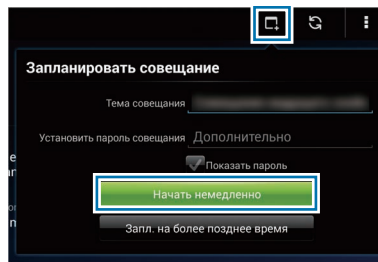 Запланировать совещание
Тема совещания
Установить пароль совещания Дополнительно
Показать пароль
Начать немедленно
Запл. на более позднее время